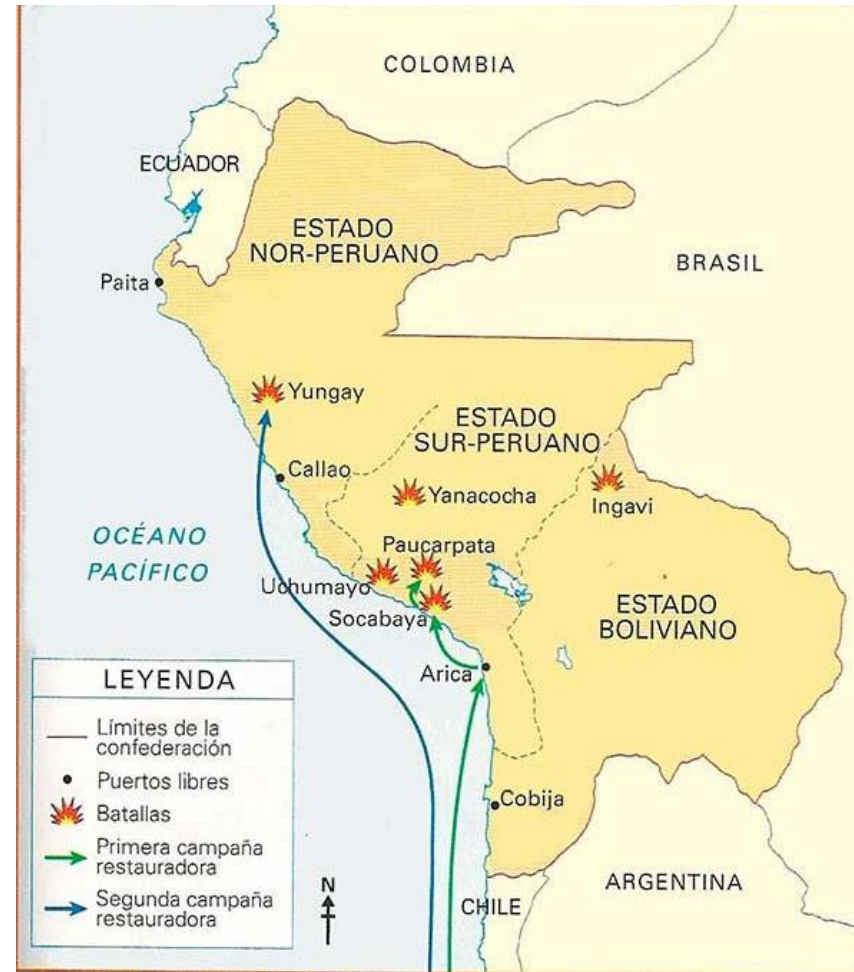 COLOMBIA
ECUADOR
ESTADO
NOR-PERUANO
BRASIL
Paita
Yungay
ESTADO
SUR-PERUANO
Callao
Yanacocha
Ingavi
OCÉANO
PACÍFICO
Paucarpata
Uchumayo
Socabaya
ESTADO
BOLIVIANO
Arica
Cobija
ARGENTINA
CHILE
N
LEYENDA
Límites de la
confederación
Puertos libres
Batallas
Primera campaña
restauradora
Segunda campaña
restauradora